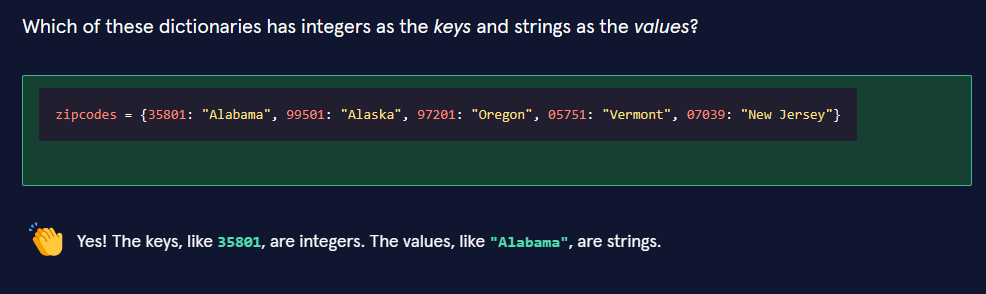 Which of these dictionaries has integers as the keys and strings as the values?
zipcodes = {35801: "Alabama", 99501: "Alaska", 97201: "Oregon", 05751: "Vermont", 07039: "New Jersey"}
Yes! The keys, like 35801, are integers. The values, like "Alabama", are strings.